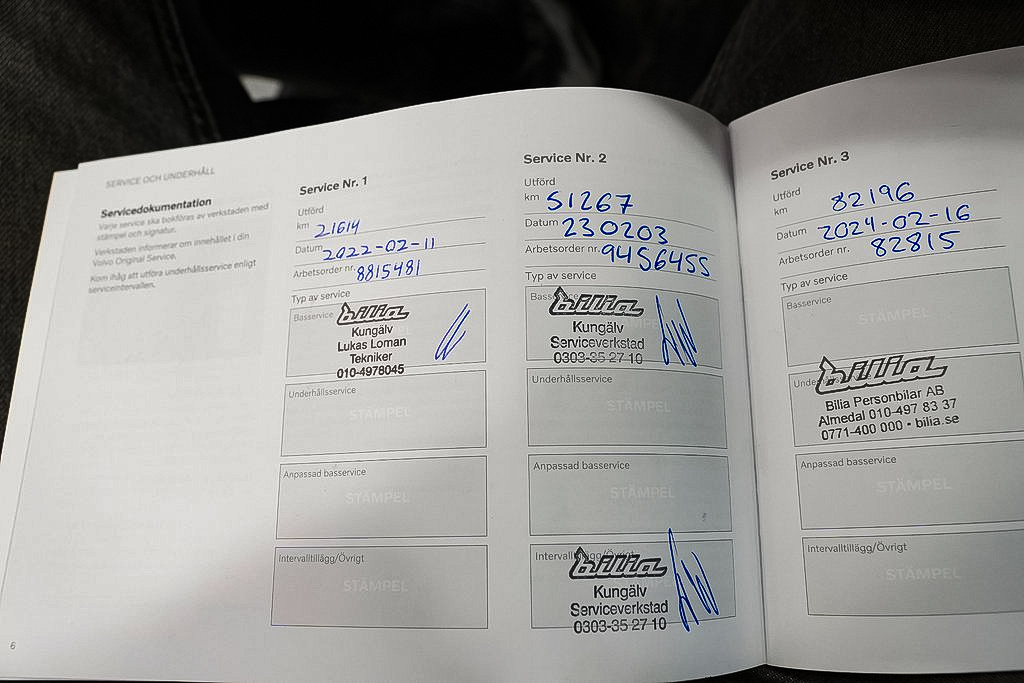 SERVICE OCH UNDERHÅLL
Servicedokumentation
Varje service ska bokföras av verkstaden med
stämpel och signatur.
Verkstaden informerar om innehållet i din
Volvo Original Service.
Kom ihåg att utföra underhållsservice enligt
serviceintervallen.
6
Service Nr. 1
Utförd
km 21614
Datum 2022-02-11
Arbetsorder nr. 8815481
Typ av service
Basservice
bilia
Kungälv
Lukas Loman
Tekniker
010-4978045
Underhållsservice
STÄMPEL
Anpassad basservice
STÄMPEL
Intervalltillägg/Övrigt
STÄMPEL
Service Nr. 2
Utförd
km 51267
Datum 230203
Arbetsorder nr. 9456455
Typ av service
Basservice
bilia
Kungälv
Serviceverkstad
0303-35 27 10
Underhållsservice
STÄMPEL
Anpassad basservice
STÄMPEL
Intervalltillägg/Övrigt
bilia
Kungälv
Serviceverkstad
0303-35 27 10
Service Nr. 3
Utförd
km 82196
Datum 2024-02-16
Arbetsorder nr. 82815
Typ av service
Basservice
STÄMPEL
bilia
Bilia Personbilar AB
Almedal 010-497 83 37
0771-400 000 • bilia.se
Anpassad basservice
STÄMPEL
Intervalltillägg/Övrigt
STÄMPEL